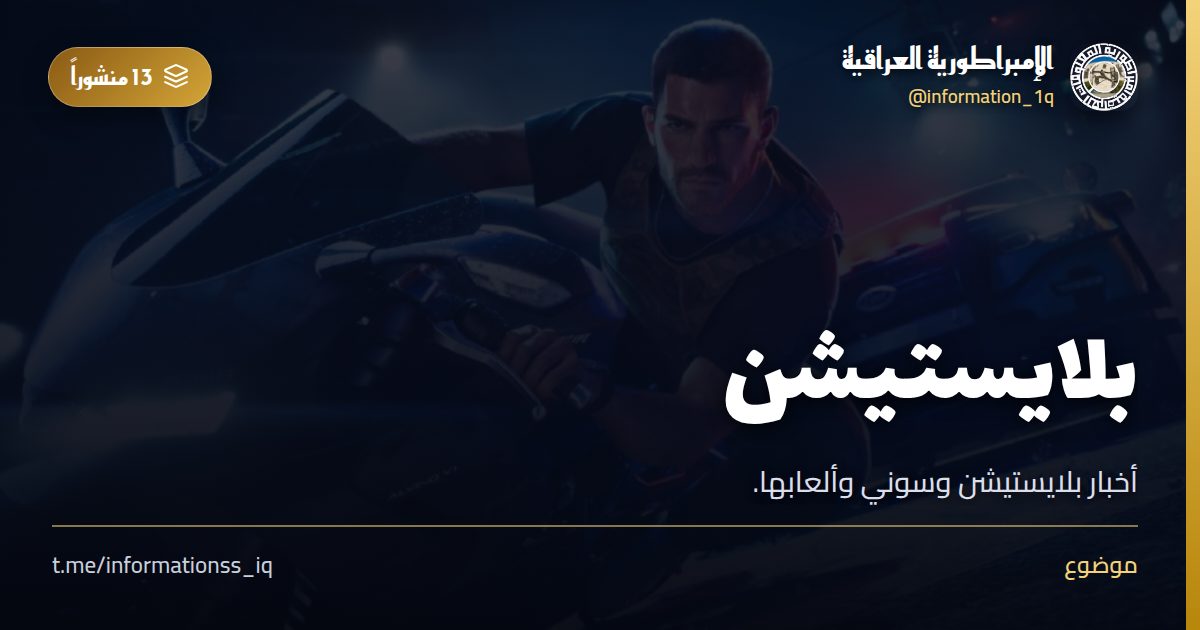 الإمبراطورية العراقية
@information_1q
13 منشوراً
بلايستيشن
أخبار بلايستيشن وسوني وألعابها.
موضوع
t.me/informationss_iq